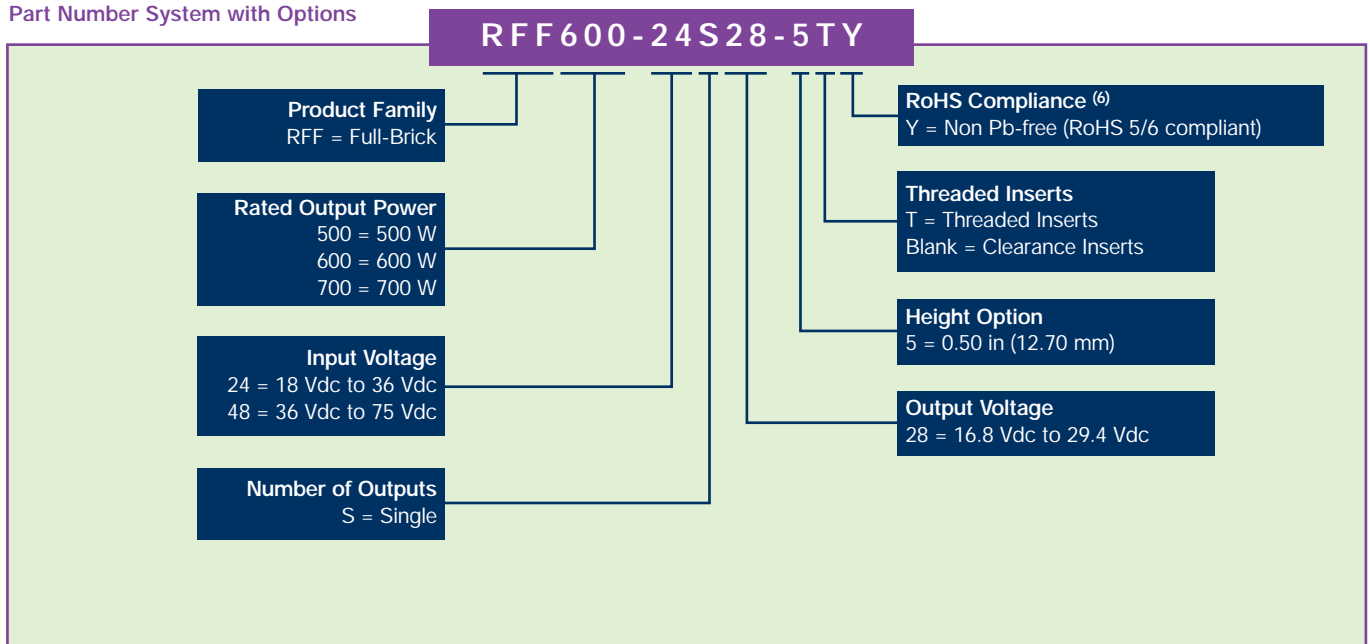 Part Number System with Options
RFF600-24S28-5TY
Product Family
RFF = Full-Brick
Rated Output Power
500 = 500 W
600 = 600 W
700 = 700 W
Input Voltage
24 = 18 Vdc to 36 Vdc
48 = 36 Vdc to 75 Vdc
Number of Outputs
S = Single
RoHS Compliance (6)
Y = Non Pb-free (RoHS 5/6 compliant)
Threaded Inserts
T = Threaded Inserts
Blank = Clearance Inserts
Height Option
5 = 0.50 in (12.70 mm)
Output Voltage
28 = 16.8 Vdc to 29.4 Vdc